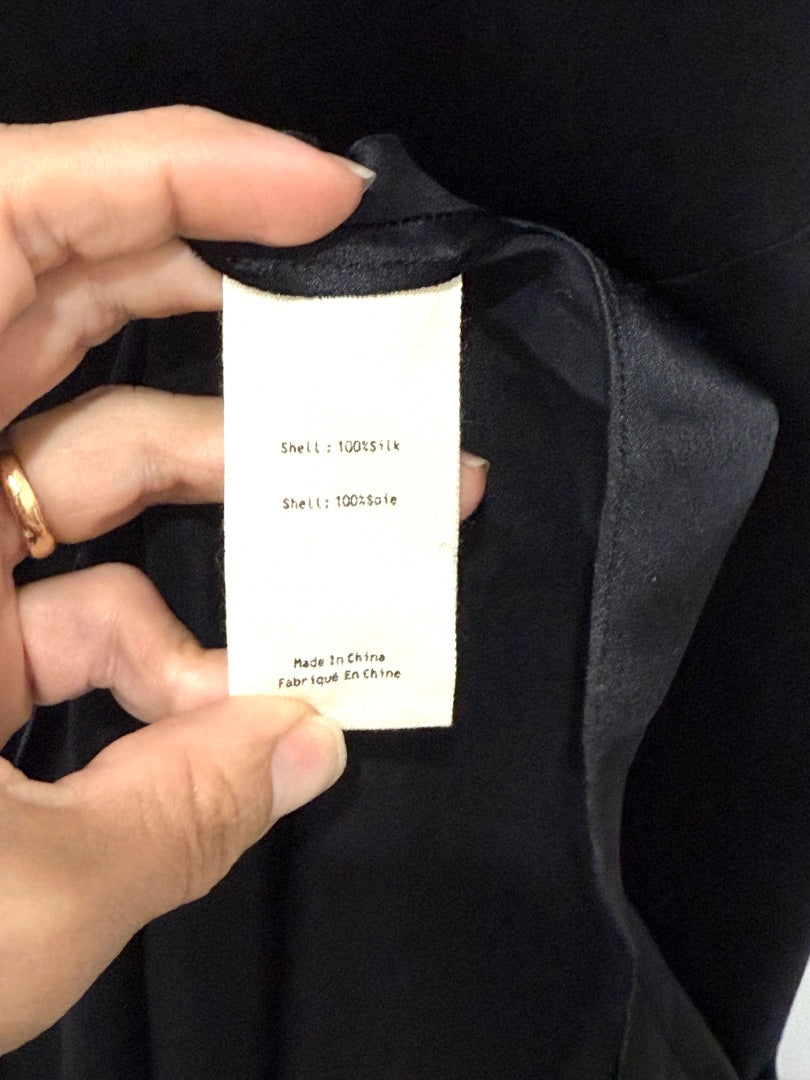 Shell: 100%Silk
Shell: 100%Soie
Made In China
Fabriqué En Chine